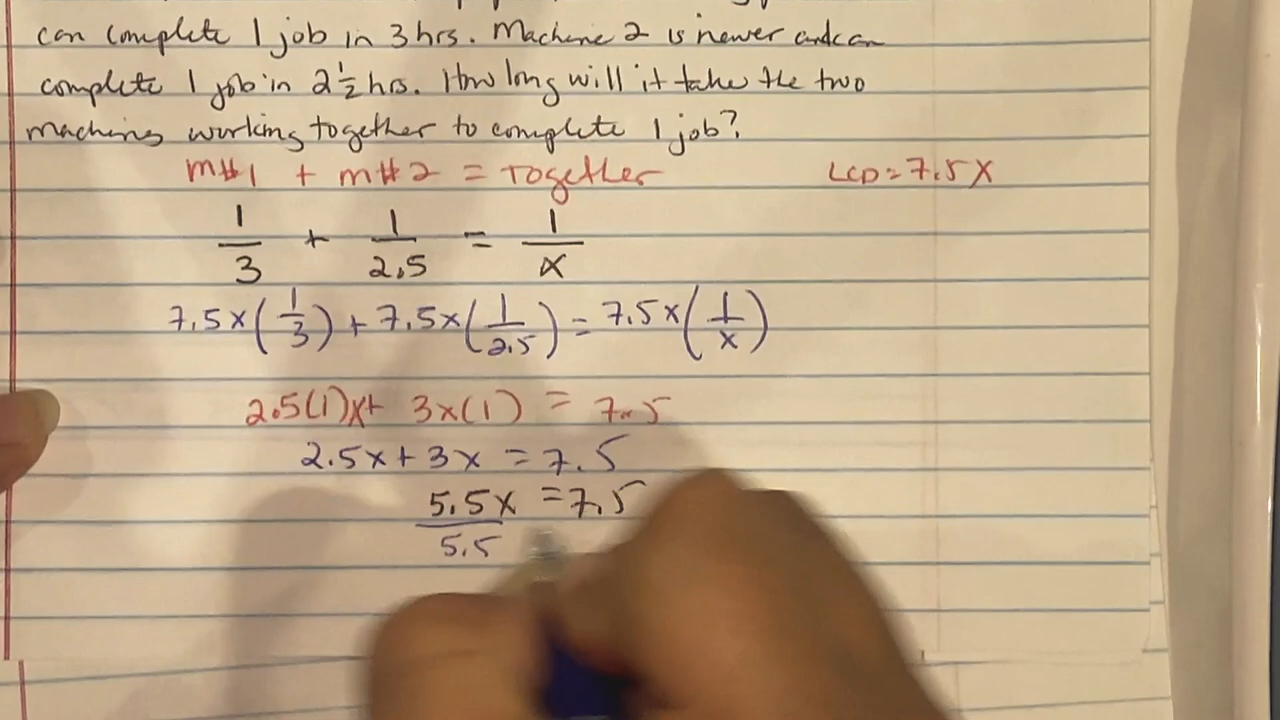 can complete 1 job in 3 hrs. Machine 2 is newer and can
complete 1 job in 2 1/2 hrs. How long will it take the two
machines working together to complete 1 job?
m#1 + m#2 = Together LCD = 7.5x
1/3 + 1/2.5 = 1/x
7.5x(1/3) + 7.5x(1/2.5) = 7.5x(1/x)
2.5(1)x + 3x(1) = 7.5
2.5x + 3x = 7.5
5.5x = 7.5
5.5